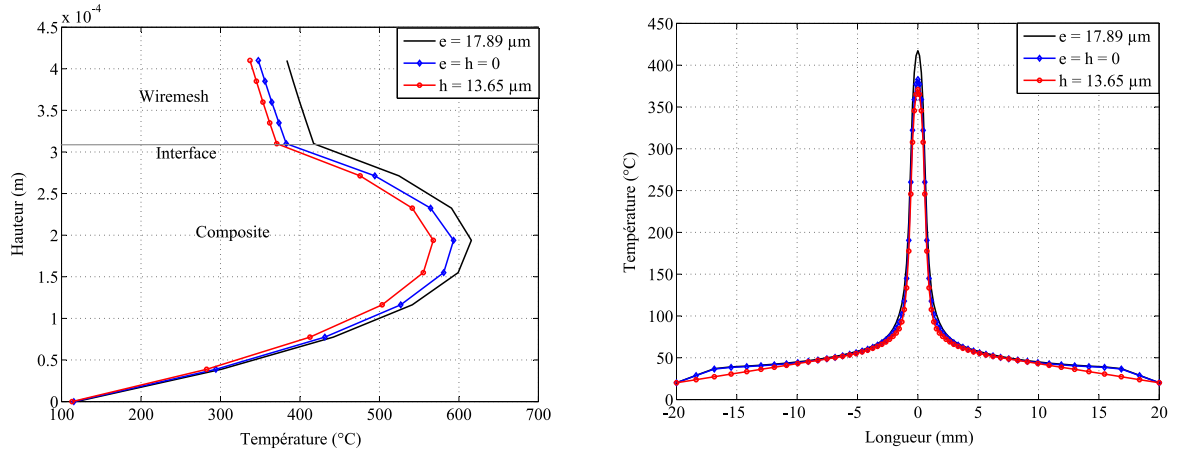 x 10-4
4.5
4
3.5
3
2.5
2
1.5
1
0.5
0
Hauteur (m)
Wiremesh
Interface
Composite
e = 17.89 µm
e = h = 0
h = 13.65 µm
100 200 300 400 500 600 700
Température (°C)
450
400
350
300
250
200
150
100
50
0
Température (°C)
e = 17.89 µm
e = h = 0
h = 13.65 µm
-20 -15 -10 -5 0 5 10 15 20
Longueur (mm)